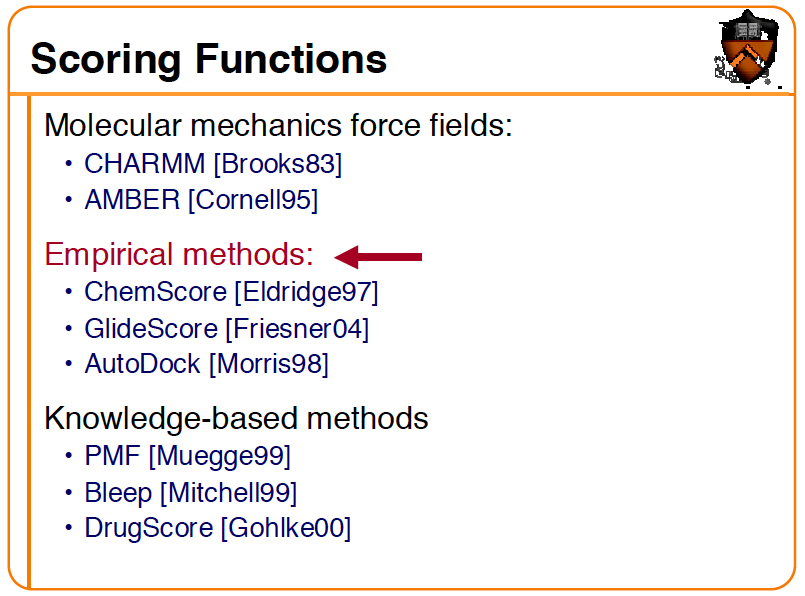 Scoring Functions
Molecular mechanics force fields:
• CHARMM [Brooks83]
• AMBER [Cornell95]
Empirical methods:
• ChemScore [Eldridge97]
• GlideScore [Friesner04]
• AutoDock [Morris98]
Knowledge-based methods
• PMF [Muegge99]
• Bleep [Mitchell99]
• DrugScore [Gohlke00]